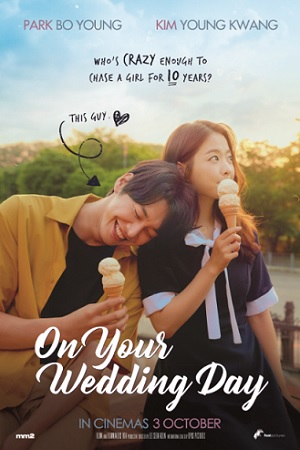 PARK BO YOUNG
KIM YOUNG KWANG
WHO'S CRAZY ENOUGH TO
CHASE A GIRL FOR 10 YEARS?
THIS GUY.
On Your
Wedding Day
IN CINEMAS 3 OCTOBER
mm2